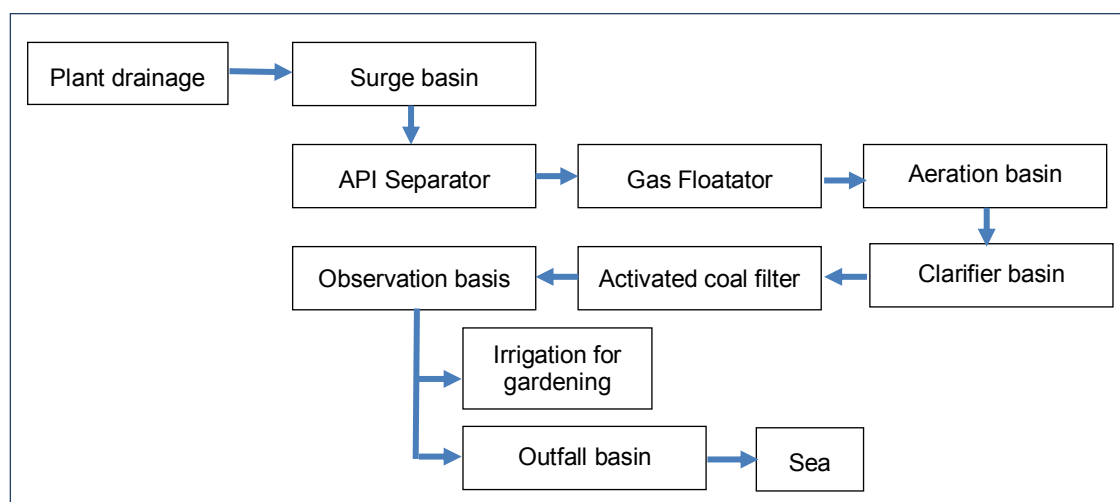 Plant drainage
Surge basin
API Separator
Gas Floatator
Aeration basin
Clarifier basin
Activated coal filter
Observation basis
Irrigation for
gardening
Outfall basin
Sea